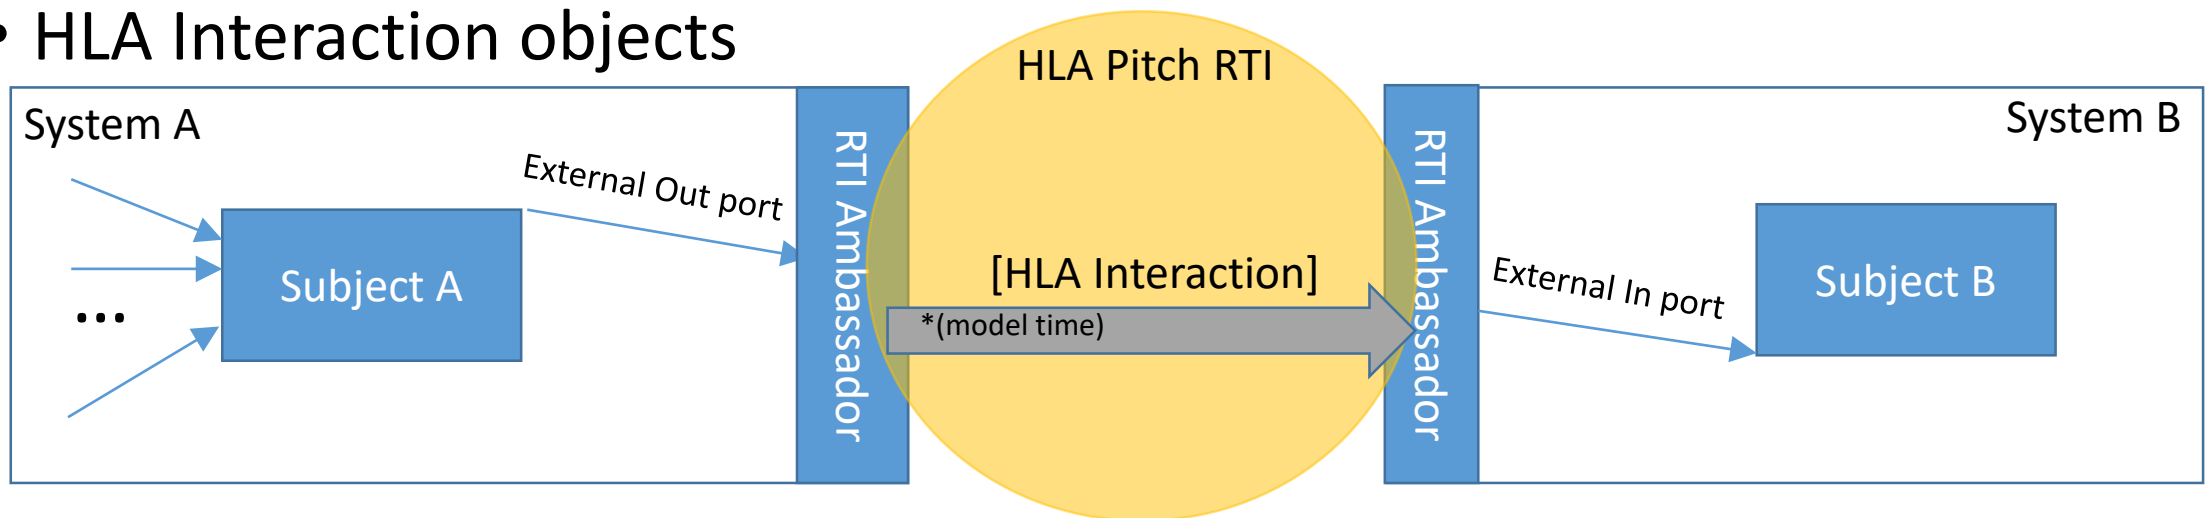 • HLA Interaction objects
HLA Pitch RTI
System A
System B
External Out port
RTI Ambassador
RTI Ambassador
[HLA Interaction]
*(model time)
External In port
Subject A
Subject B
...